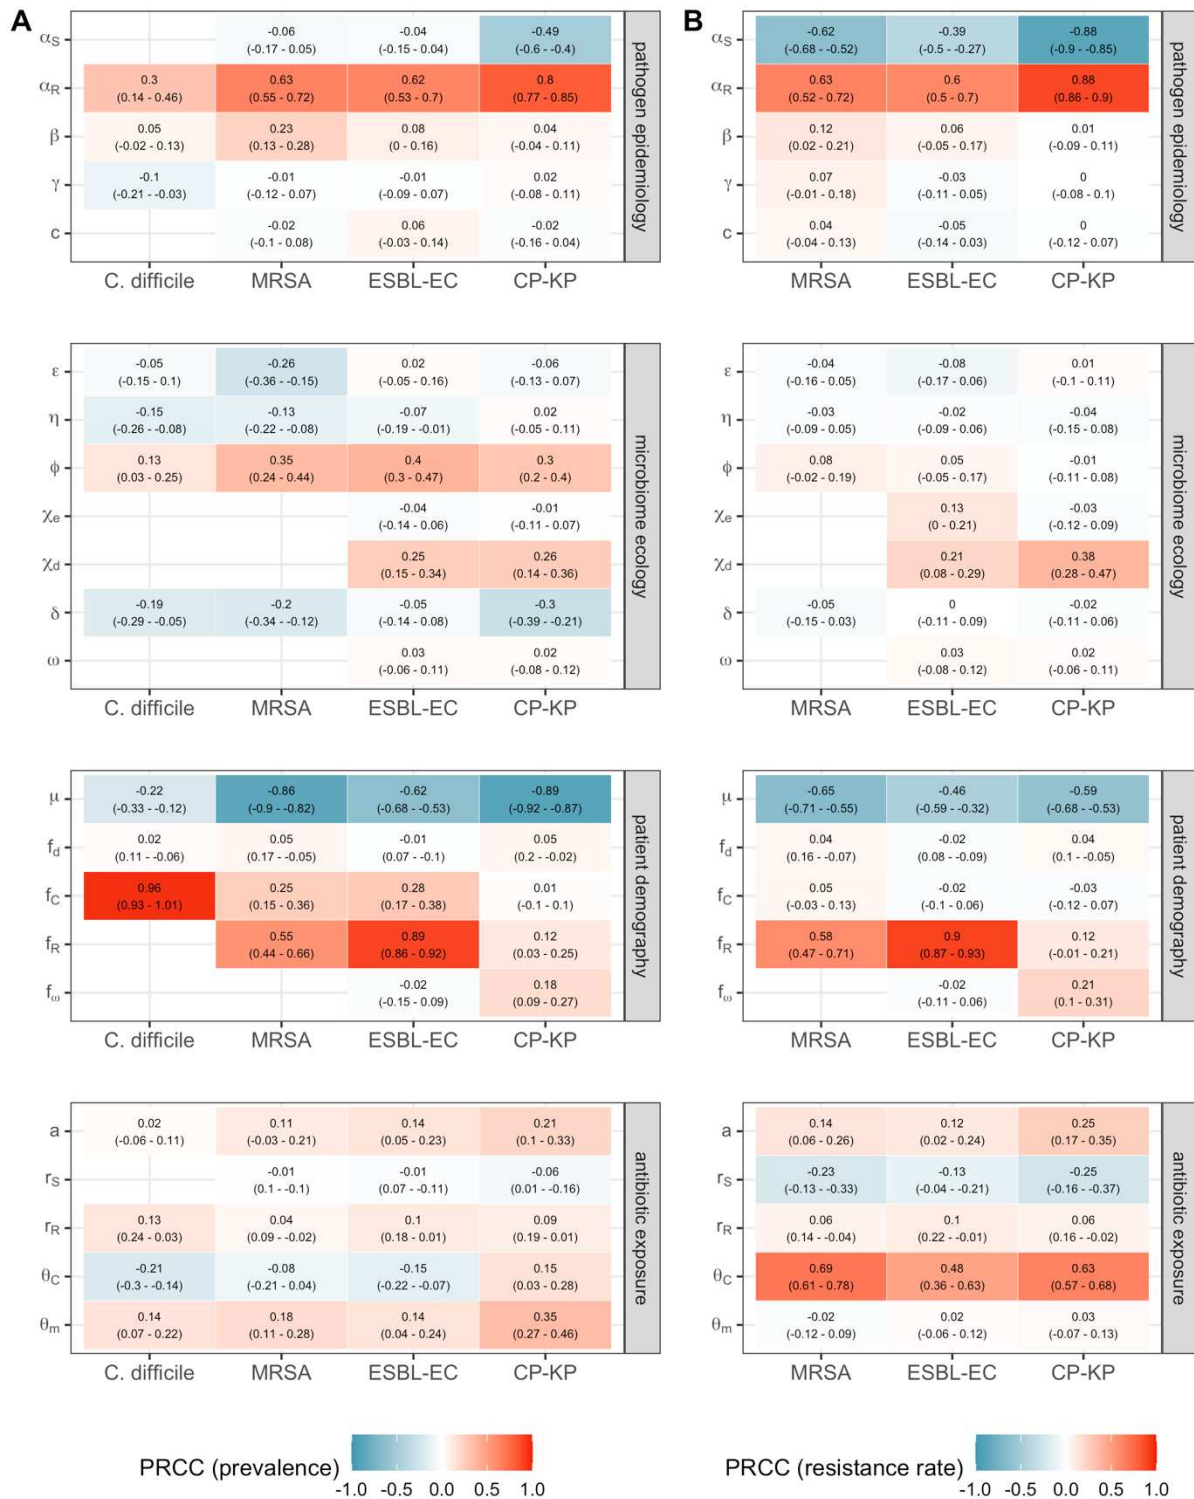 A
α_S
-0.06
(-0.17 - 0.05)
-0.04
(-0.15 - 0.04)
-0.49
(-0.6 - -0.4)
α_R
0.3
(0.14 - 0.46)
0.63
(0.55 - 0.72)
0.62
(0.53 - 0.7)
0.8
(0.77 - 0.85)
β
0.05
(-0.02 - 0.13)
0.23
(0.13 - 0.28)
0.08
(0 - 0.16)
0.04
(-0.04 - 0.11)
γ
-0.1
(-0.21 - -0.03)
-0.01
(-0.12 - 0.07)
-0.01
(-0.09 - 0.07)
0.02
(-0.08 - 0.11)
c
-0.02
(-0.1 - 0.08)
0.06
(-0.03 - 0.14)
-0.02
(-0.16 - 0.04)
pathogen epidemiology
C. difficile MRSA ESBL-EC CP-KP
ε
-0.05
(-0.15 - 0.1)
-0.26
(-0.36 - -0.15)
0.02
(-0.05 - 0.16)
-0.06
(-0.13 - 0.07)
η
-0.15
(-0.26 - -0.08)
-0.13
(-0.22 - -0.08)
-0.07
(-0.19 - -0.01)
0.02
(-0.05 - 0.11)
ϕ
0.13
(0.03 - 0.25)
0.35
(0.24 - 0.44)
0.4
(0.3 - 0.47)
0.3
(0.2 - 0.4)
χ_e
-0.04
(-0.14 - 0.06)
-0.01
(-0.11 - 0.07)
χ_d
0.25
(0.15 - 0.34)
0.26
(0.14 - 0.36)
δ
-0.19
(-0.29 - -0.05)
-0.2
(-0.34 - -0.12)
-0.05
(-0.14 - 0.08)
-0.3
(-0.39 - -0.21)
ω
0.03
(-0.06 - 0.11)
0.02
(-0.08 - 0.12)
microbiome ecology
C. difficile MRSA ESBL-EC CP-KP
μ
-0.22
(-0.33 - -0.12)
-0.86
(-0.9 - -0.82)
-0.62
(-0.68 - -0.53)
-0.89
(-0.92 - -0.87)
f_d
0.02
(0.11 - -0.06)
0.05
(0.17 - -0.05)
-0.01
(0.07 - -0.1)
0.05
(0.2 - -0.02)
f_C
0.96
(0.93 - 1.01)
0.25
(0.15 - 0.36)
0.28
(0.17 - 0.38)
0.01
(-0.1 - 0.1)
f_R
0.55
(0.44 - 0.66)
0.89
(0.86 - 0.92)
0.12
(0.03 - 0.25)
f_ω
-0.02
(-0.15 - 0.09)
0.18
(0.09 - 0.27)
patient demography
C. difficile MRSA ESBL-EC CP-KP
a
0.02
(-0.06 - 0.11)
0.11
(-0.03 - 0.21)
0.14
(0.05 - 0.23)
0.21
(0.1 - 0.33)
r_S
-0.01
(0.1 - -0.1)
-0.01
(0.07 - -0.11)
-0.06
(0.01 - -0.16)
r_R
0.13
(0.24 - 0.03)
0.04
(0.09 - -0.02)
0.1
(0.18 - 0.01)
0.09
(0.19 - 0.01)
θ_C
-0.21
(-0.3 - -0.14)
-0.08
(-0.21 - 0.04)
-0.15
(-0.22 - -0.07)
0.15
(0.03 - 0.28)
θ_m
0.14
(0.07 - 0.22)
0.18
(0.11 - 0.28)
0.14
(0.04 - 0.24)
0.35
(0.27 - 0.46)
antibiotic exposure
C. difficile MRSA ESBL-EC CP-KP
PRCC (prevalence)
-1.0 -0.5 0.0 0.5 1.0
B
α_S
-0.62
(-0.68 - -0.52)
-0.39
(-0.5 - -0.27)
-0.88
(-0.9 - -0.85)
α_R
0.63
(0.52 - 0.72)
0.6
(0.5 - 0.7)
0.88
(0.86 - 0.9)
β
0.12
(0.02 - 0.21)
0.06
(-0.05 - 0.17)
0.01
(-0.09 - 0.11)
γ
0.07
(-0.01 - 0.18)
-0.03
(-0.11 - 0.05)
0
(-0.08 - 0.1)
c
0.04
(-0.04 - 0.13)
-0.05
(-0.14 - 0.03)
0
(-0.12 - 0.07)
pathogen epidemiology
MRSA ESBL-EC CP-KP
ε
-0.04
(-0.16 - 0.05)
-0.08
(-0.17 - 0.06)
0.01
(-0.1 - 0.11)
η
-0.03
(-0.09 - 0.05)
-0.02
(-0.09 - 0.06)
-0.04
(-0.15 - 0.08)
ϕ
0.08
(-0.02 - 0.19)
0.05
(-0.05 - 0.17)
-0.01
(-0.11 - 0.08)
χ_e
0.13
(0 - 0.21)
-0.03
(-0.12 - 0.09)
χ_d
0.21
(0.08 - 0.29)
0.38
(0.28 - 0.47)
δ
-0.05
(-0.15 - 0.03)
0
(-0.11 - 0.09)
-0.02
(-0.11 - 0.06)
ω
0.03
(-0.08 - 0.12)
0.02
(-0.06 - 0.11)
microbiome ecology
MRSA ESBL-EC CP-KP
μ
-0.65
(-0.71 - -0.55)
-0.46
(-0.59 - -0.32)
-0.59
(-0.68 - -0.53)
f_d
0.04
(0.16 - -0.07)
-0.02
(0.08 - -0.09)
0.04
(0.1 - -0.05)
f_C
0.05
(-0.03 - 0.13)
-0.02
(-0.1 - 0.06)
-0.03
(-0.12 - 0.07)
f_R
0.58
(0.47 - 0.71)
0.9
(0.87 - 0.93)
0.12
(-0.01 - 0.21)
f_ω
-0.02
(-0.11 - 0.06)
0.21
(0.1 - 0.31)
patient demography
MRSA ESBL-EC CP-KP
a
0.14
(0.06 - 0.26)
0.12
(0.02 - 0.24)
0.25
(0.17 - 0.35)
r_S
-0.23
(-0.13 - -0.33)
-0.13
(-0.04 - -0.21)
-0.25
(-0.16 - -0.37)
r_R
0.06
(0.14 - -0.04)
0.1
(0.22 - -0.01)
0.06
(0.16 - -0.02)
θ_C
0.69
(0.61 - 0.78)
0.48
(0.36 - 0.63)
0.63
(0.57 - 0.68)
θ_m
-0.02
(-0.12 - 0.09)
0.02
(-0.06 - 0.12)
0.03
(-0.07 - 0.13)
antibiotic exposure
MRSA ESBL-EC CP-KP
PRCC (resistance rate)
-1.0 -0.5 0.0 0.5 1.0